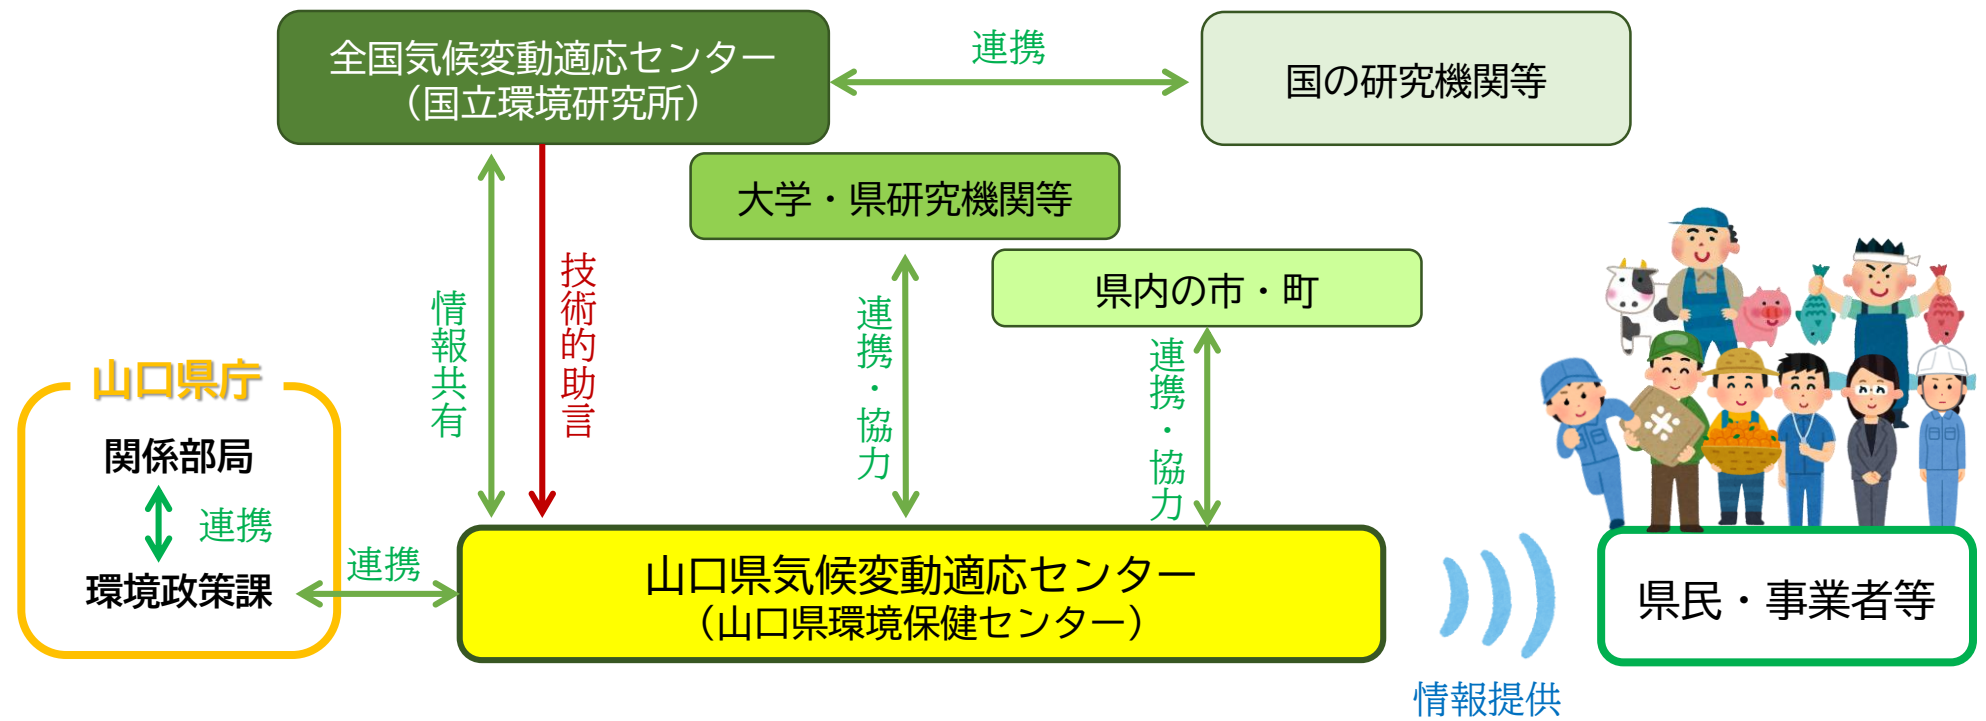 全国気候変動適応センター
（国立環境研究所）
連携
国の研究機関等
大学・県研究機関等
県内の市・町
情報共有
技術的助言
連携・協力
連携・協力
山口県庁
関係部局
連携
環境政策課
連携
山口県気候変動適応センター
（山口県環境保健センター）
情報提供
県民・事業者等
米